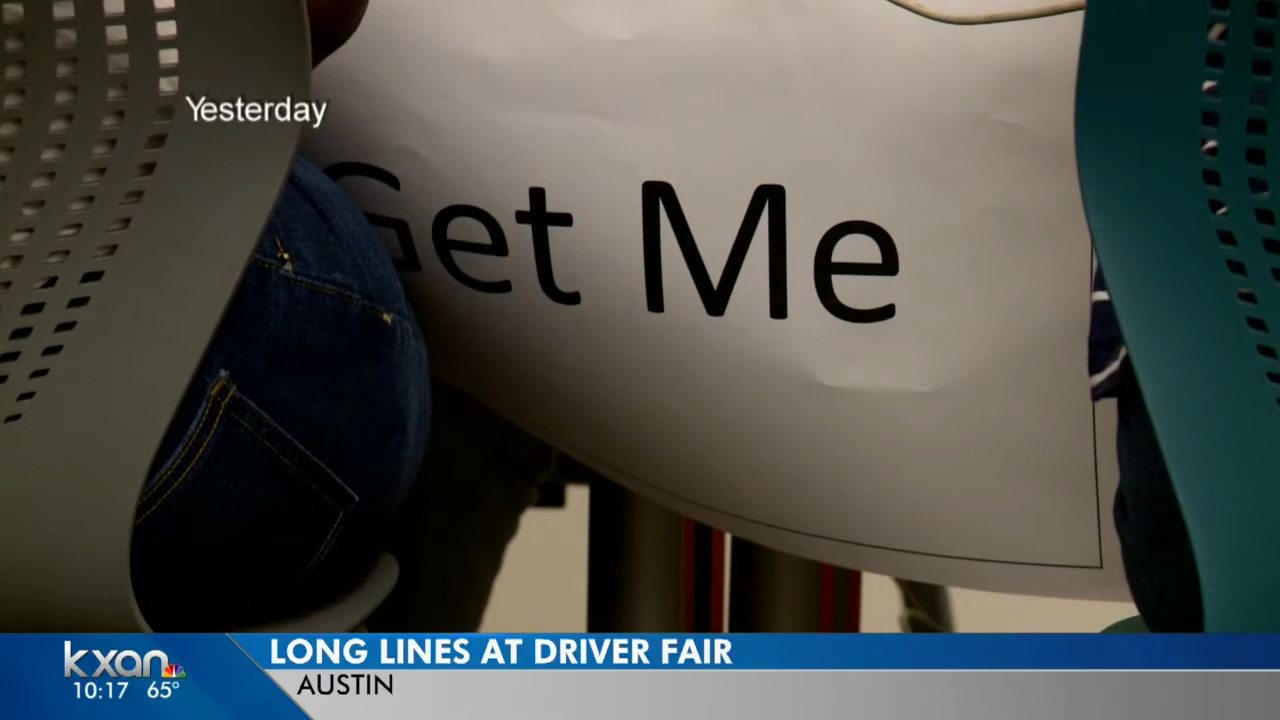 Yesterday
Get Me
LONG LINES AT DRIVER FAIR
kxan
10:17 65°
AUSTIN